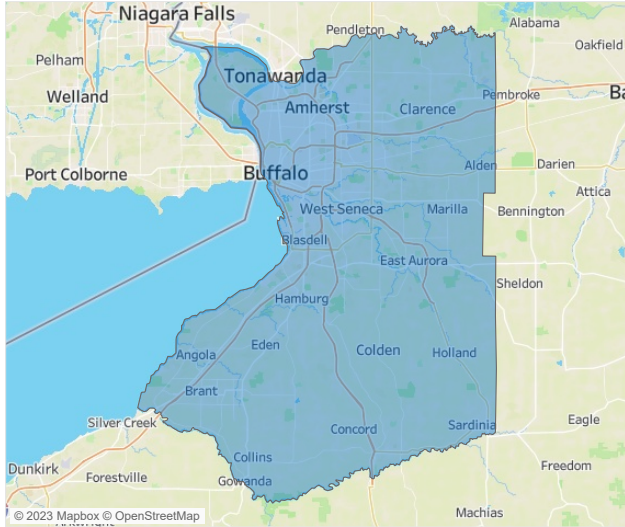 Niagara Falls
Pendleton
Alabama
Oakfield
Pelham
Tonawanda
Welland
Amherst
Clarence
Pembroke
Ba
Port Colborne
Buffalo
Alden
Darien
Attica
West Seneca
Marilla
Bennington
Blasdell
East Aurora
Sheldon
Hamburg
Eden
Colden
Holland
Angola
Brant
Silver Creek
Concord
Sardinia
Eagle
Collins
Dunkirk
Forestville
Gowanda
Freedom
© 2023 Mapbox © OpenStreetMap
Machias